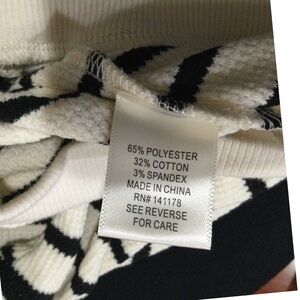 65% POLYESTER
32% COTTON
3% SPANDEX
MADE IN CHINA
RN# 141178
SEE REVERSE
FOR CARE